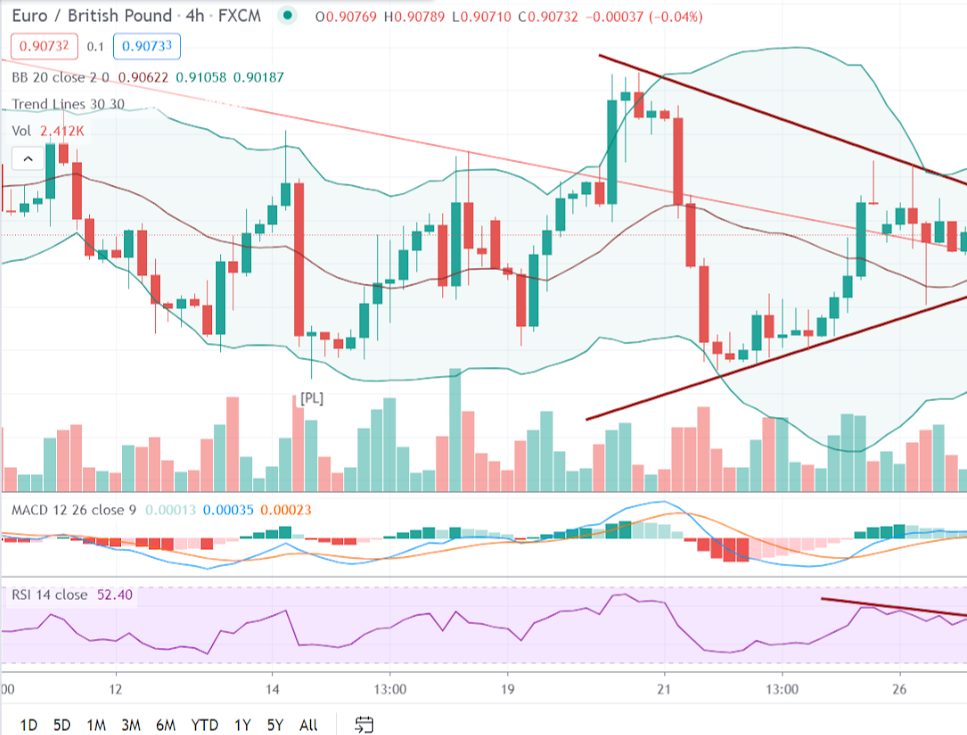 Euro / British Pound · 4h · FXCM O0.90769 H0.90789 L0.90710 C0.90732 −0.00037 (−0.04%)
0.90732 0.1 0.90733
BB 20 close 2 0 0.90622 0.91058 0.90187
Trend Lines 30 30
Vol 2.412K
[PL]
MACD 12 26 close 9 0.00013 0.00035 0.00023
RSI 14 close 52.40
:00 12 14 13:00 19 21 13:00 26
1D 5D 1M 3M 6M YTD 1Y 5Y All